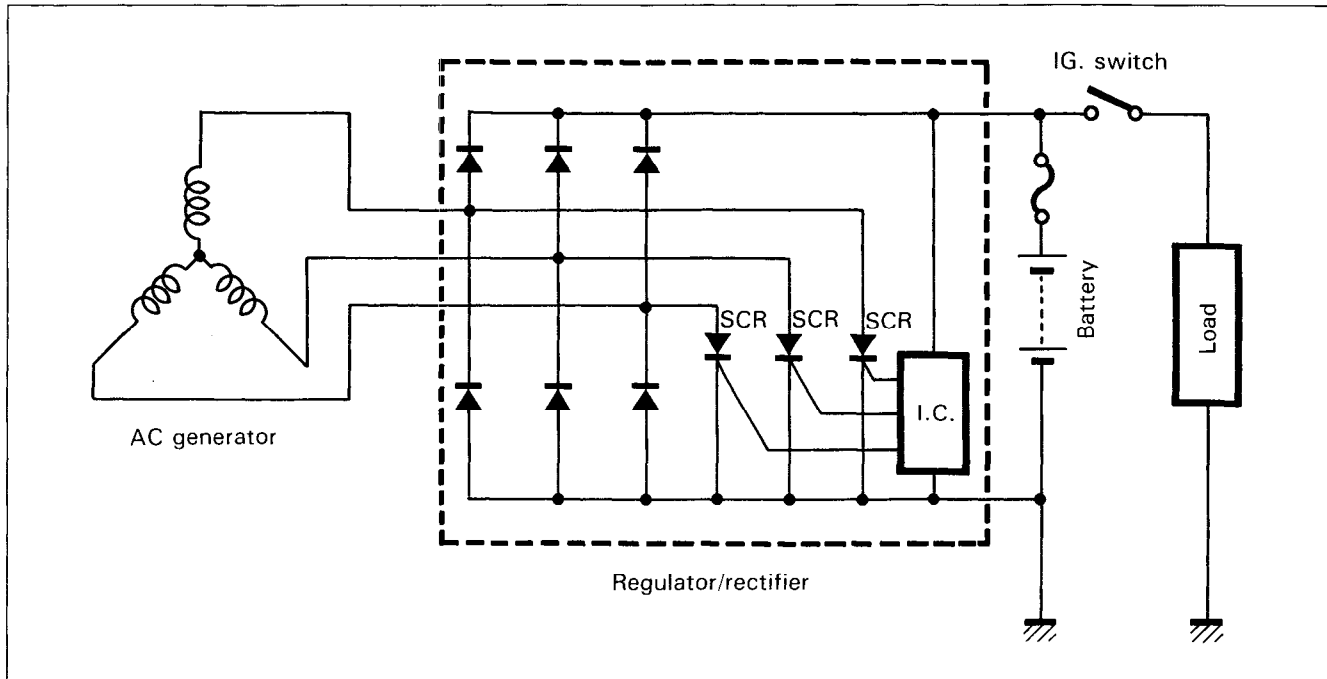 IG. switch
SCR
SCR
SCR
I.C.
Battery
Load
AC generator
Regulator/rectifier